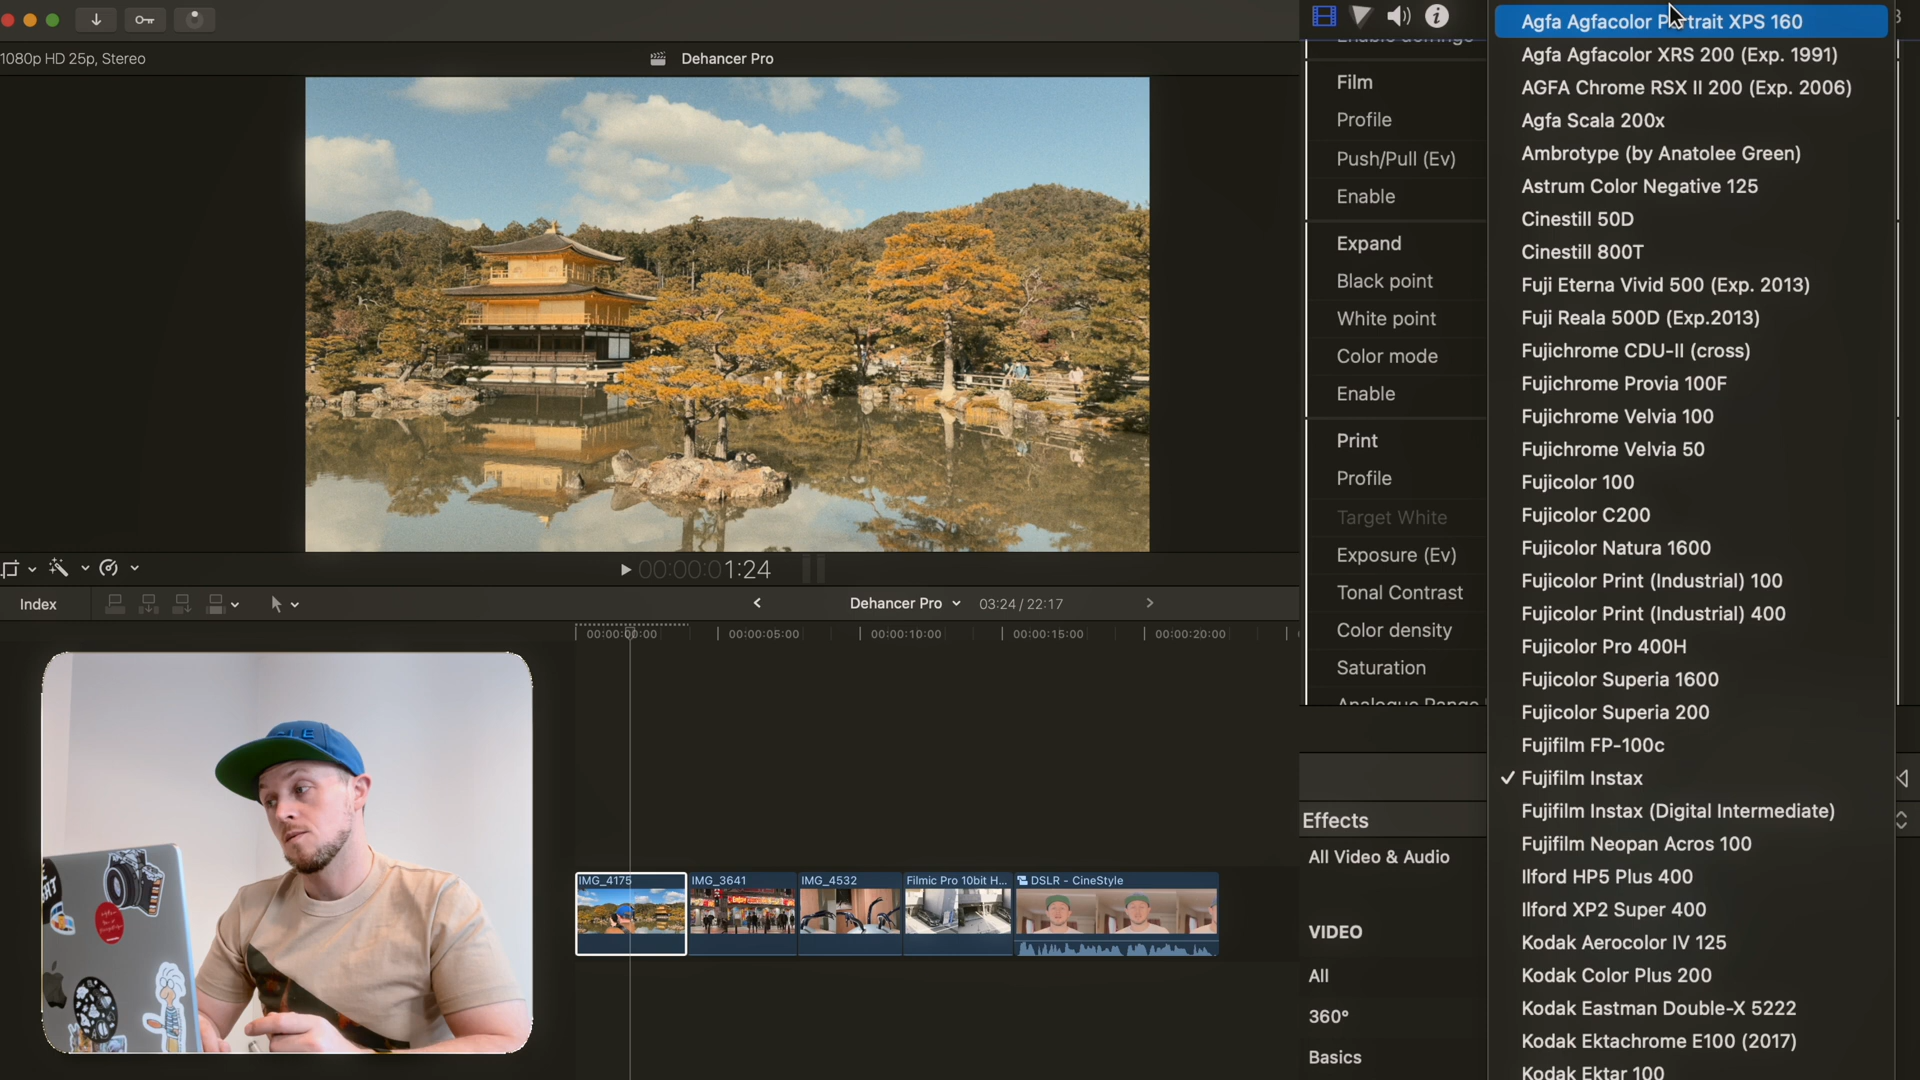 1080p HD 25p, Stereo
Dehancer Pro
Film
Profile
Push/Pull (Ev)
Enable
Expand
Black point
White point
Color mode
Enable
Print
Profile
Target White
Exposure (Ev)
Tonal Contrast
Color density
Saturation
Analogue Range
Agfa Agfacolor Portrait XPS 160
Agfa Agfacolor XRS 200 (Exp. 1991)
AGFA Chrome RSX II 200 (Exp. 2006)
Agfa Scala 200x
Ambrotype (by Anatolee Green)
Astrum Color Negative 125
Cinestill 50D
Cinestill 800T
Fuji Eterna Vivid 500 (Exp. 2013)
Fuji Reala 500D (Exp.2013)
Fujichrome CDU-II (cross)
Fujichrome Provia 100F
Fujichrome Velvia 100
Fujichrome Velvia 50
Fujicolor 100
Fujicolor C200
Fujicolor Natura 1600
Fujicolor Print (Industrial) 100
Fujicolor Print (Industrial) 400
Fujicolor Pro 400H
Fujicolor Superia 1600
Fujicolor Superia 200
Fujifilm FP-100c
✓ Fujifilm Instax
Fujifilm Instax (Digital Intermediate)
Fujifilm Neopan Acros 100
Ilford HP5 Plus 400
Ilford XP2 Super 400
Kodak Aerocolor IV 125
Kodak Color Plus 200
Kodak Eastman Double-X 5222
Kodak Ektachrome E100 (2017)
Kodak Ektar 100
00:00:01:24
Index
Dehancer Pro
03:24 / 22:17
00:00:00:00
00:00:05:00
00:00:10:00
00:00:15:00
00:00:20:00
IMG_4175
IMG_3641
IMG_4532
Filmic Pro 10bit H...
DSLR - CineStyle
Effects
All Video & Audio
VIDEO
All
360°
Basics